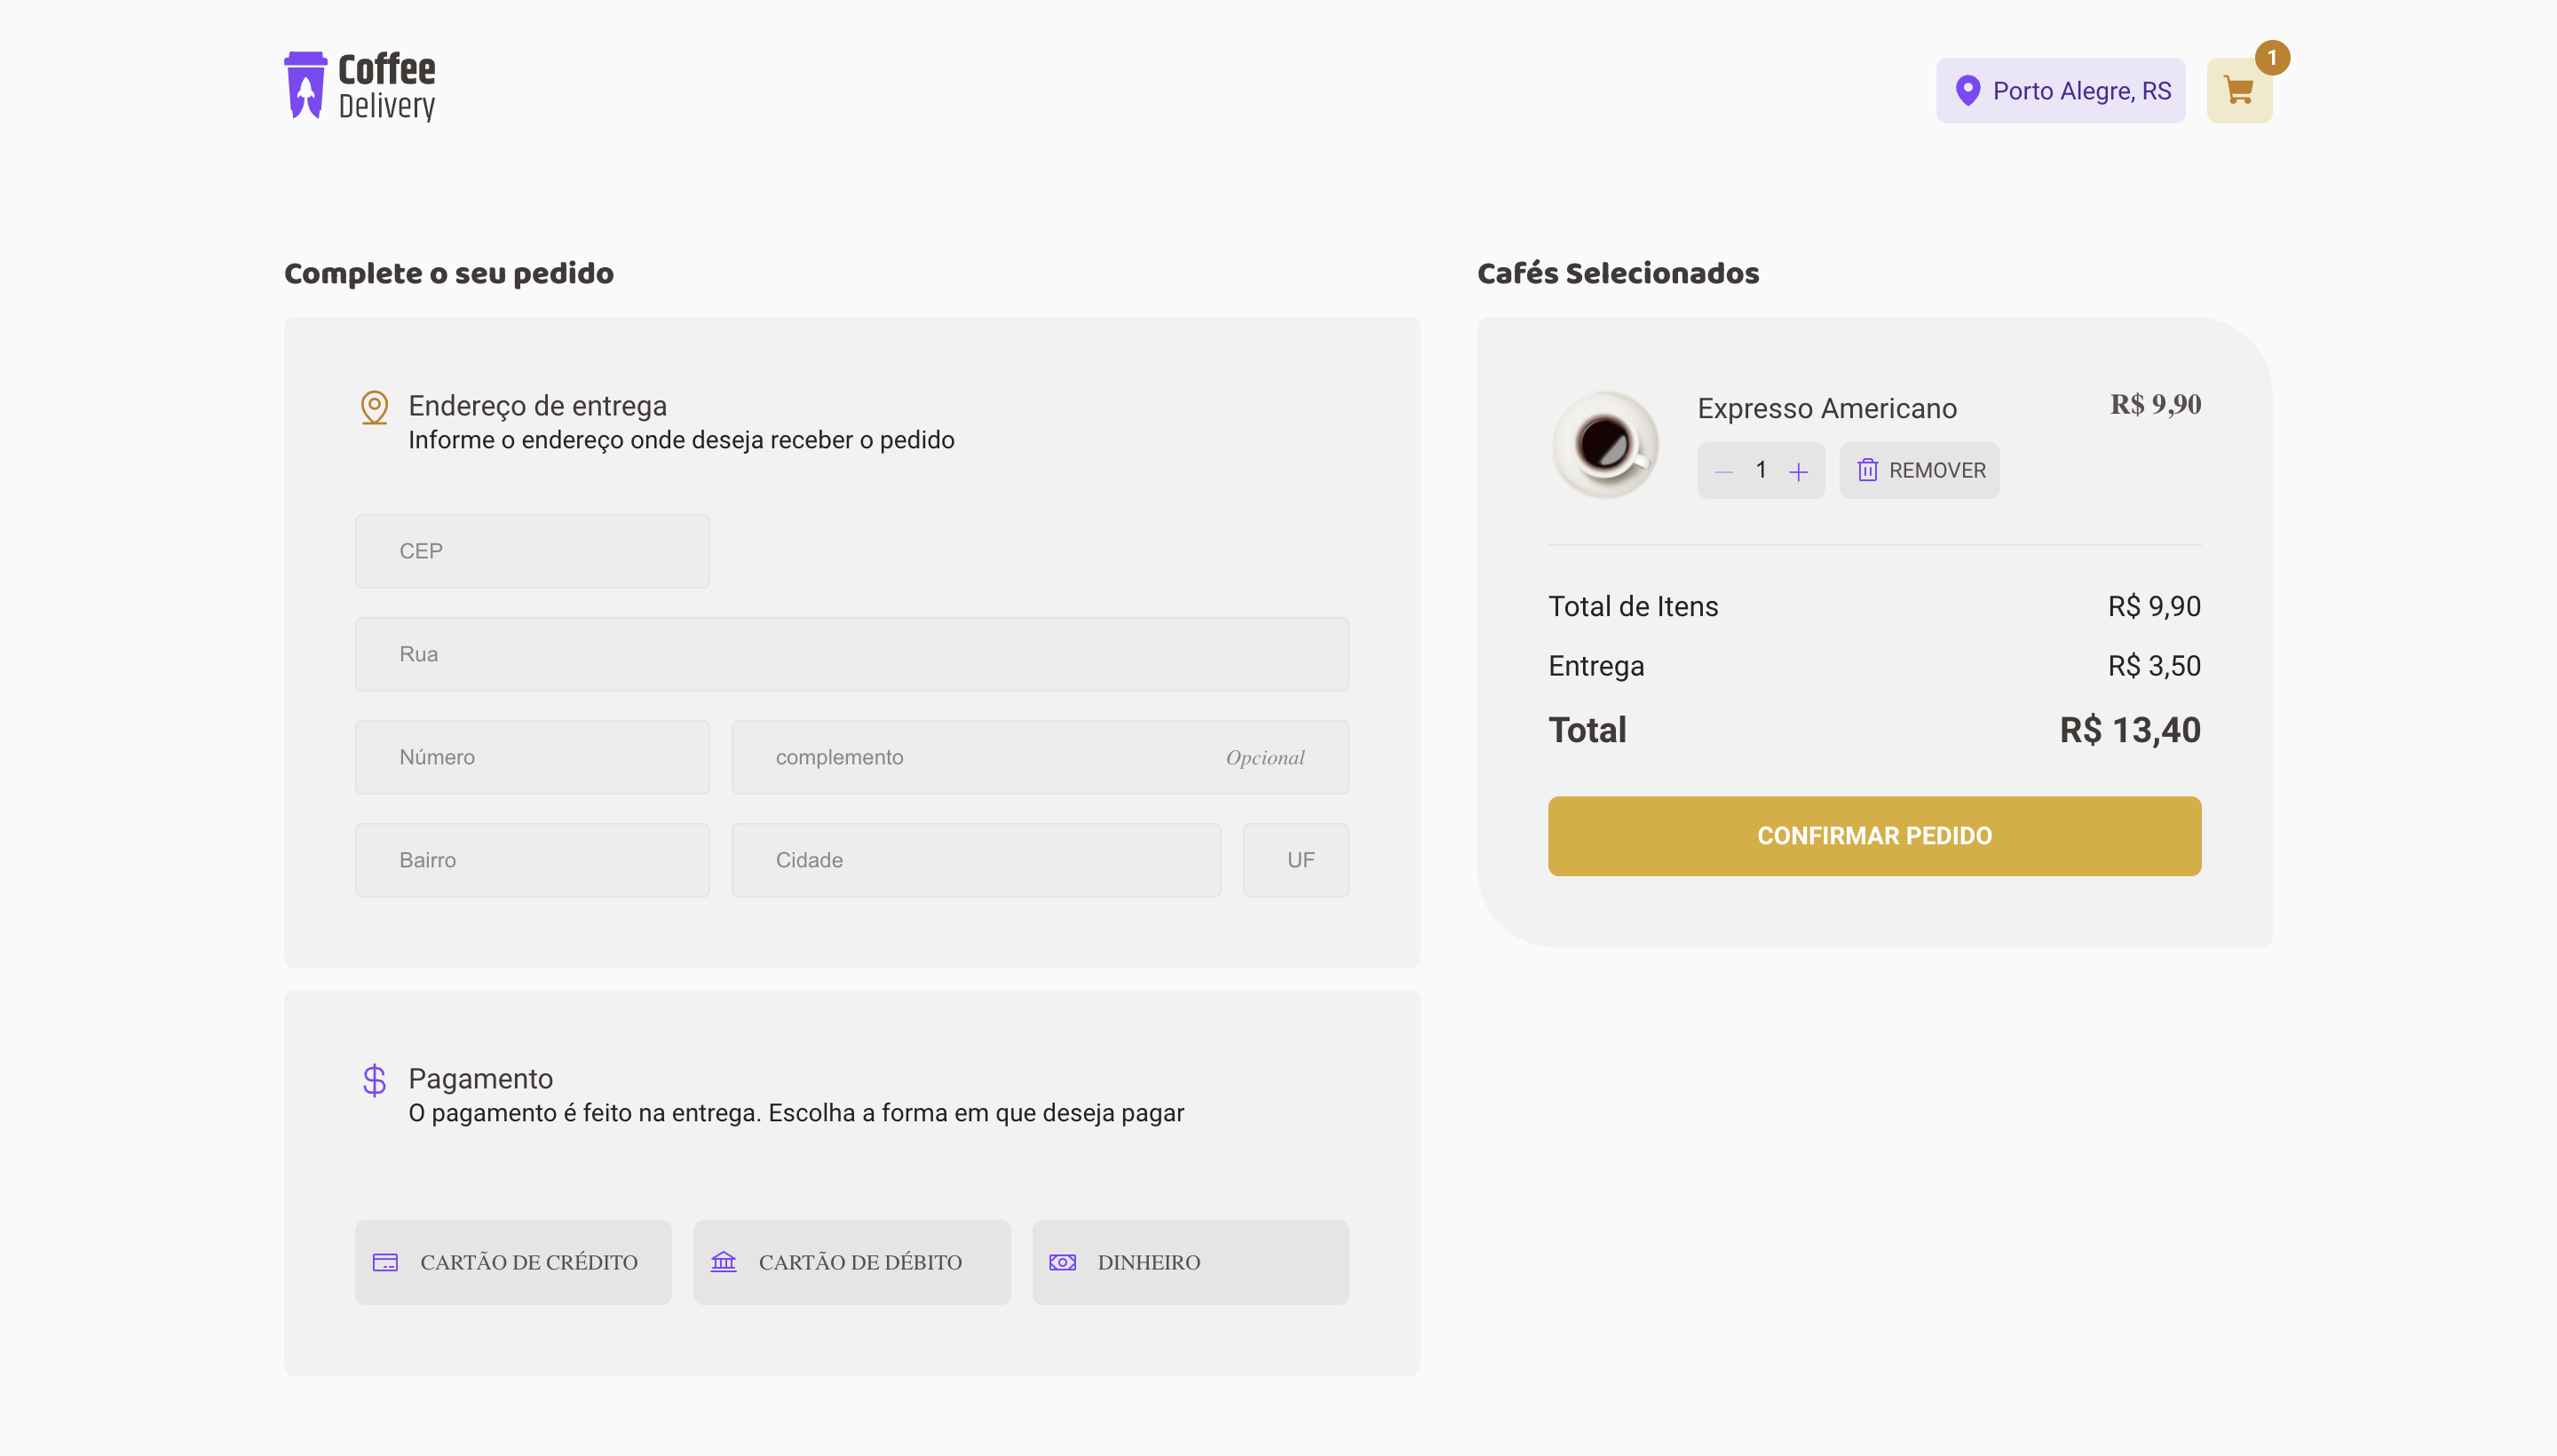 Coffee
Delivery
Porto Alegre, RS
1
Complete o seu pedido
Endereço de entrega
Informe o endereço onde deseja receber o pedido
CEP
Rua
Número
complemento
Opcional
Bairro
Cidade
UF
Pagamento
O pagamento é feito na entrega. Escolha a forma em que deseja pagar
CARTÃO DE CRÉDITO
CARTÃO DE DÉBITO
DINHEIRO
Cafés Selecionados
Expresso Americano
R$ 9,90
1
REMOVER
Total de Itens
R$ 9,90
Entrega
R$ 3,50
Total
R$ 13,40
CONFIRMAR PEDIDO